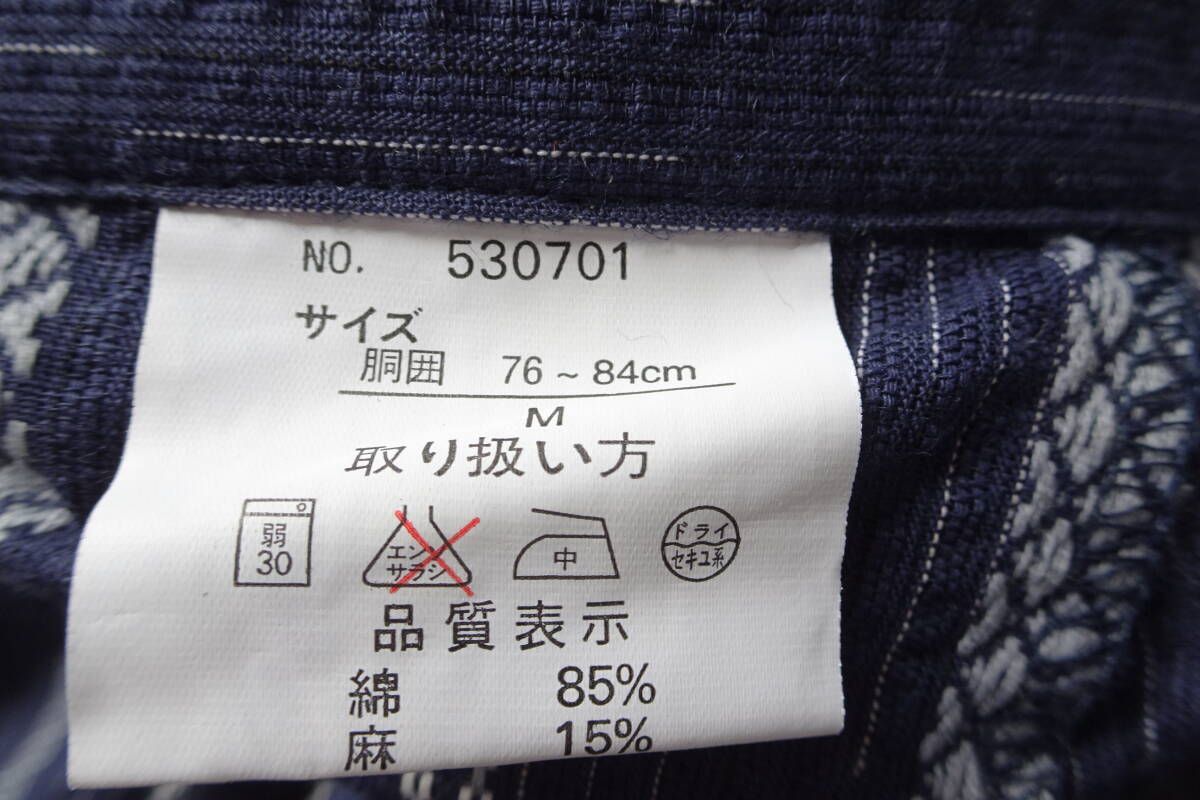 NO. 530701
サイズ
胴囲 76 ~ 84cm
M
取り扱い方
弱 30
エンソ サラシ
中
ドライ セキユ系
品質表示
綿 85%
麻 15%